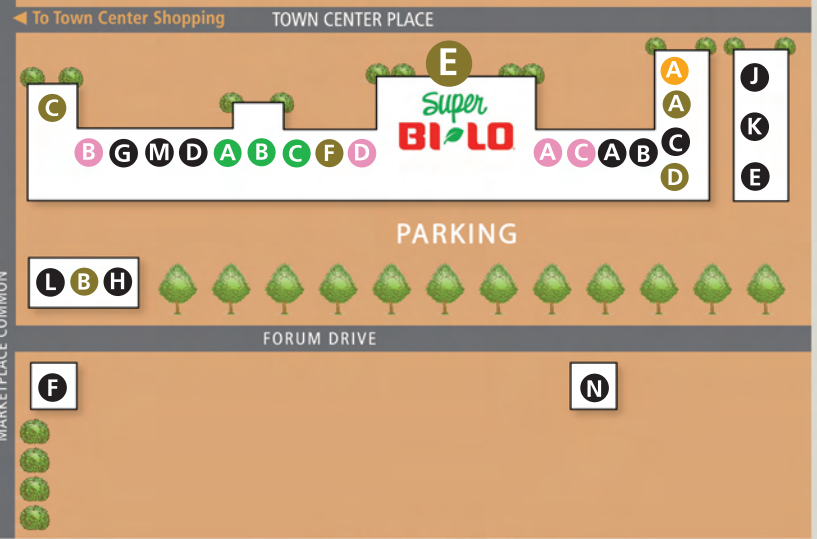 ◀ To Town Center Shopping TOWN CENTER PLACE
E
A
J
C
Super
A
BI-LO
K
B G M D A B C F D
A C A B C
D
E
PARKING
L B H
MARKETPLACE COMMON
FORUM DRIVE
F
N